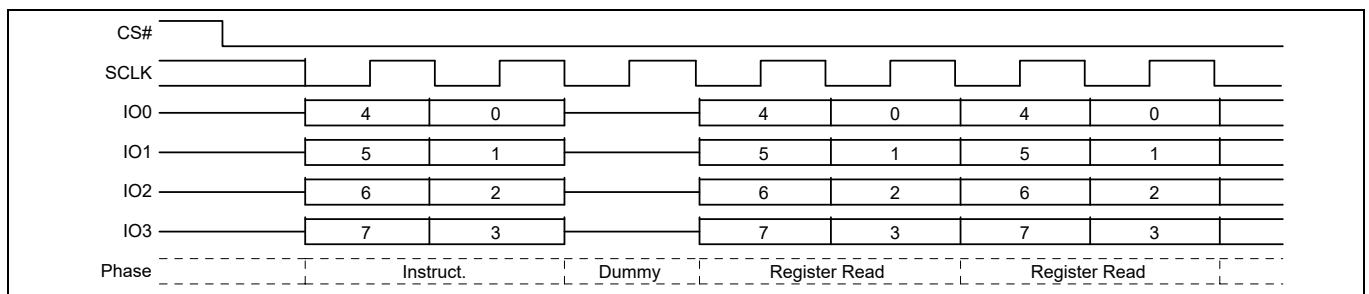 CS#
SCLK
IO0 4 0 4 0 4 0
IO1 5 1 5 1 5 1
IO2 6 2 6 2 6 2
IO3 7 3 7 3 7 3
Phase Instruct. Dummy Register Read Register Read